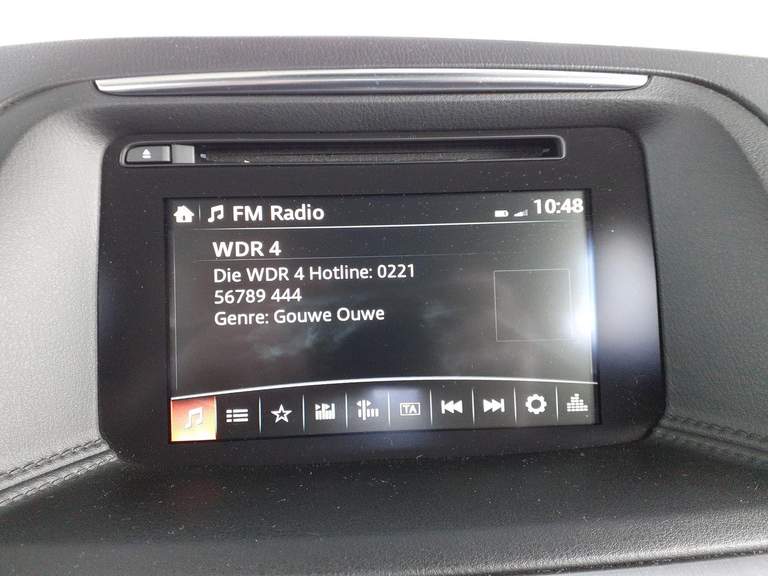 FM Radio 10:48
WDR 4
Die WDR 4 Hotline: 0221
56789 444
Genre: Gouwe Ouwe
TA